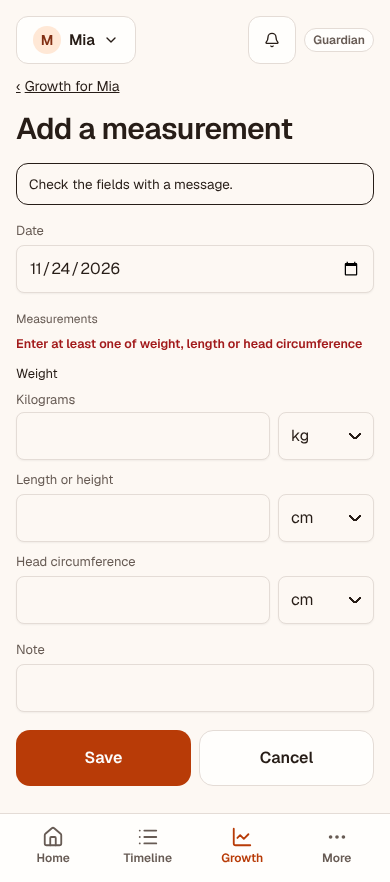 M Mia
Guardian
‹ Growth for Mia
Add a measurement
Check the fields with a message.
Date
11/24/2026
Measurements
Enter at least one of weight, length or head circumference
Weight
Kilograms
kg
Length or height
cm
Head circumference
cm
Note
Save Cancel
Home Timeline Growth More